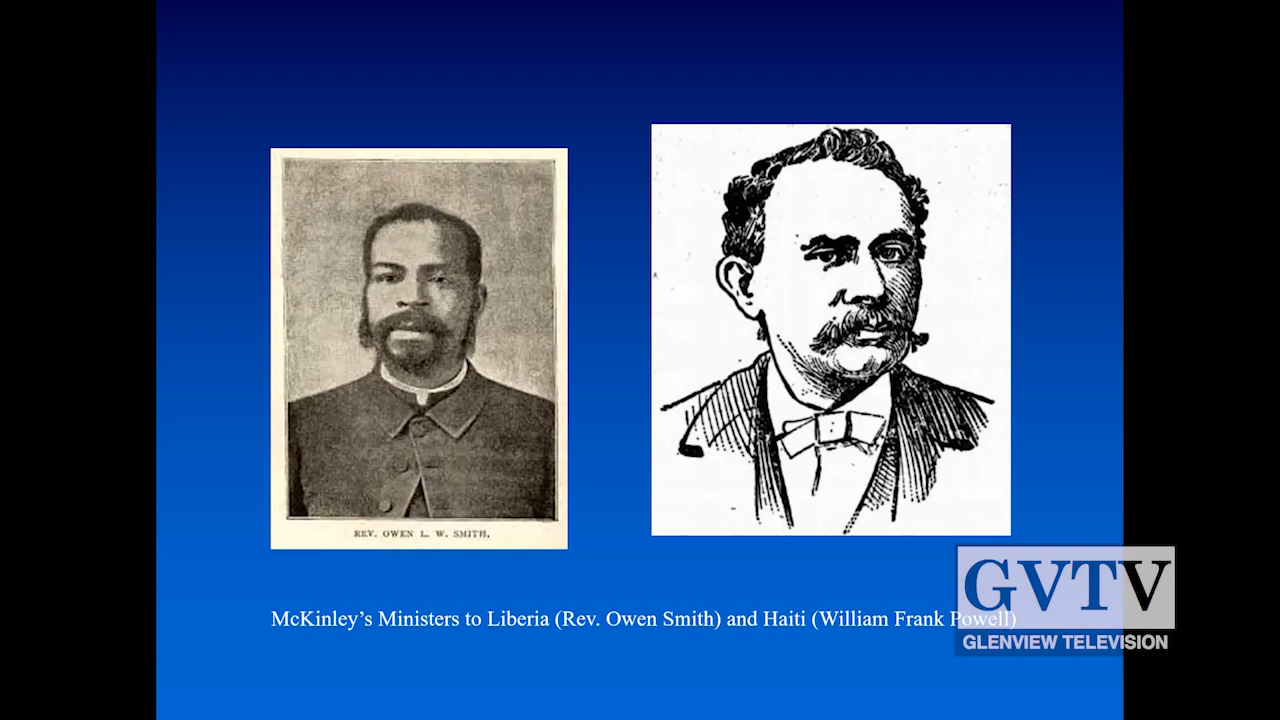 REV. OWEN L. W. SMITH.
McKinley's Ministers to Liberia (Rev. Owen Smith) and Haiti (William Frank Powell)
GVTV
GLENVIEW TELEVISION